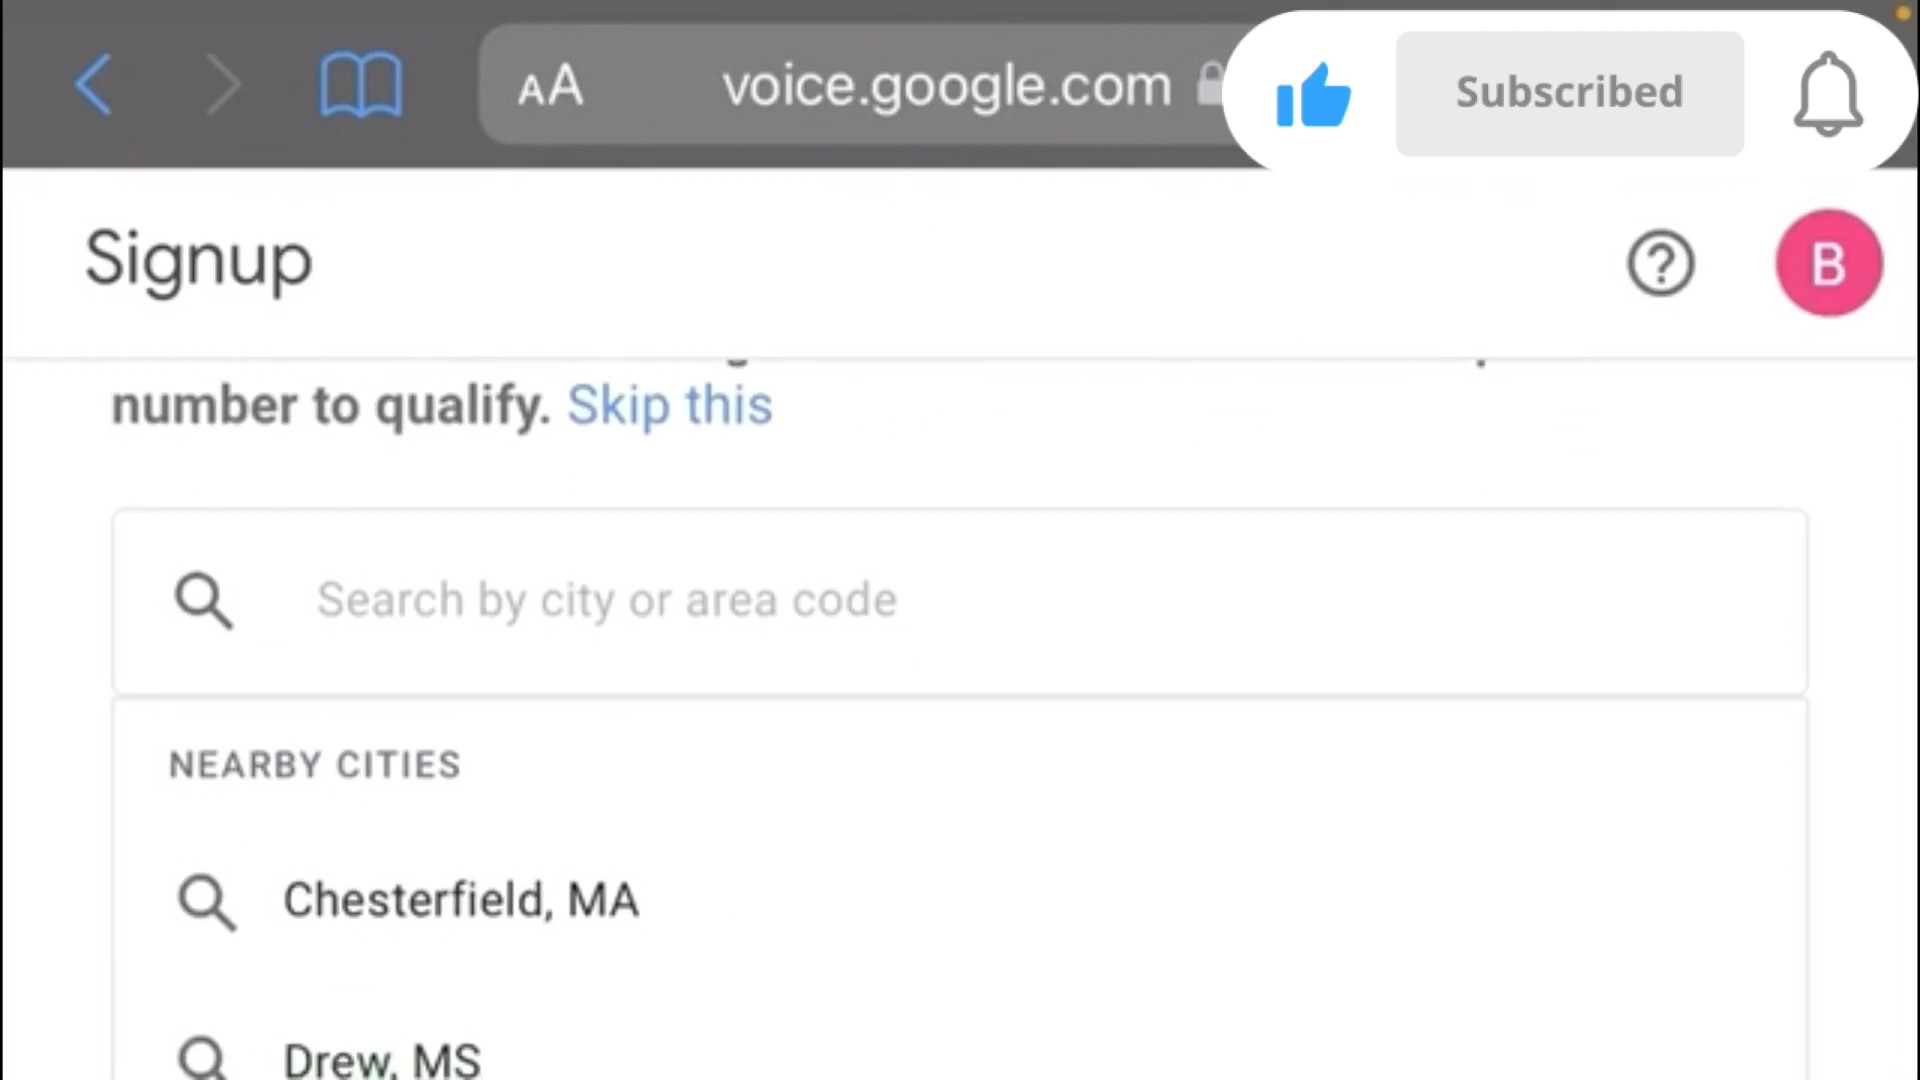 AA voice.google.com
Subscribed
Signup
B
number to qualify. Skip this
Search by city or area code
NEARBY CITIES
Chesterfield, MA
Drew, MS